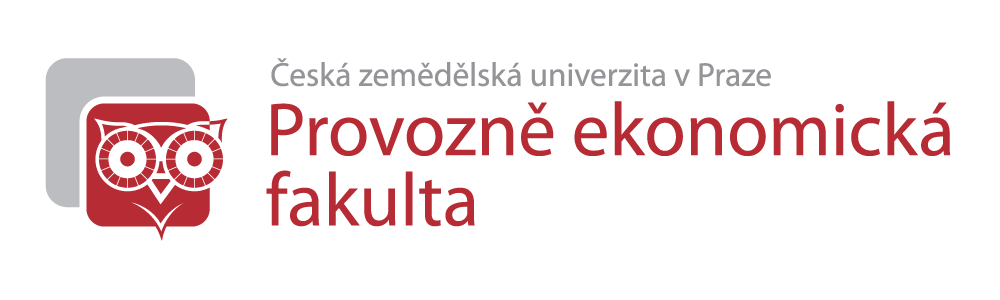 Česká zemědělská univerzita v Praze
Provozně ekonomická
fakulta